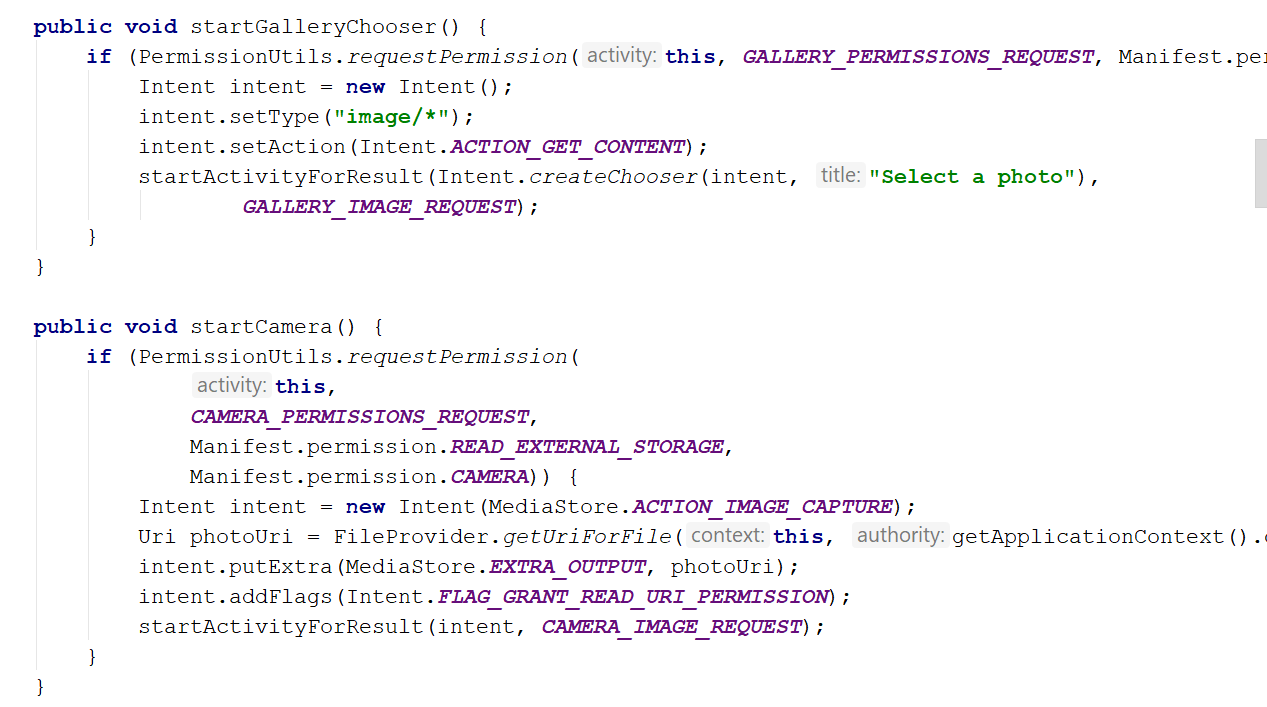 public void startGalleryChooser() {
if (PermissionUtils.requestPermission( activity: this, GALLERY_PERMISSIONS_REQUEST, Manifest.
Intent intent = new Intent();
intent.setType("image/*");
intent.setAction(Intent.ACTION_GET_CONTENT);
startActivityForResult(Intent.createChooser(intent, title: "Select a photo"),
GALLERY_IMAGE_REQUEST);
}
}
public void startCamera() {
if (PermissionUtils.requestPermission(
activity: this,
CAMERA_PERMISSIONS_REQUEST,
Manifest.permission.READ_EXTERNAL_STORAGE,
Manifest.permission.CAMERA)) {
Intent intent = new Intent(MediaStore.ACTION_IMAGE_CAPTURE);
Uri photoUri = FileProvider.getUriForFile( context: this, authority: getApplicationContext().
intent.putExtra(MediaStore.EXTRA_OUTPUT, photoUri);
intent.addFlags(Intent.FLAG_GRANT_READ_URI_PERMISSION);
startActivityForResult(intent, CAMERA_IMAGE_REQUEST);
}
}